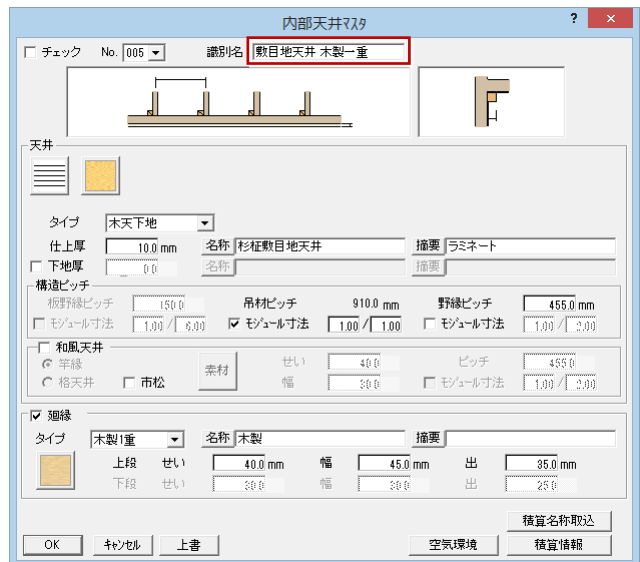 内部天井ﾏｽﾀ ? ×
チェック No. 005 識別名 敷目地天井 木製一重
天井
タイプ 木天下地
仕上厚 10.0 mm 名称 杉柾敷目地天井 摘要 ラミネート
下地厚 0.0 名称 摘要
構造ピッチ
板野縁ピッチ 150.0 吊材ピッチ 910.0 mm 野縁ピッチ 455.0 mm
ﾓｼﾞｭｰﾙ寸法 1.00 / 6.00 ﾓｼﾞｭｰﾙ寸法 1.00 / 1.00 ﾓｼﾞｭｰﾙ寸法 1.00 / 2.00
和風天井
竿縁 素材 せい 40.0 ピッチ 455.0
格天井 市松 幅 30.0 ﾓｼﾞｭｰﾙ寸法 1.00 / 2.00
廻縁
タイプ 木製1重 名称 木製 摘要
上段 せい 40.0 mm 幅 45.0 mm 出 35.0 mm
下段 せい 30.0 幅 30.0 出 25.0
積算名称取込
OK ｷｬﾝｾﾙ 上書 空気環境 積算情報